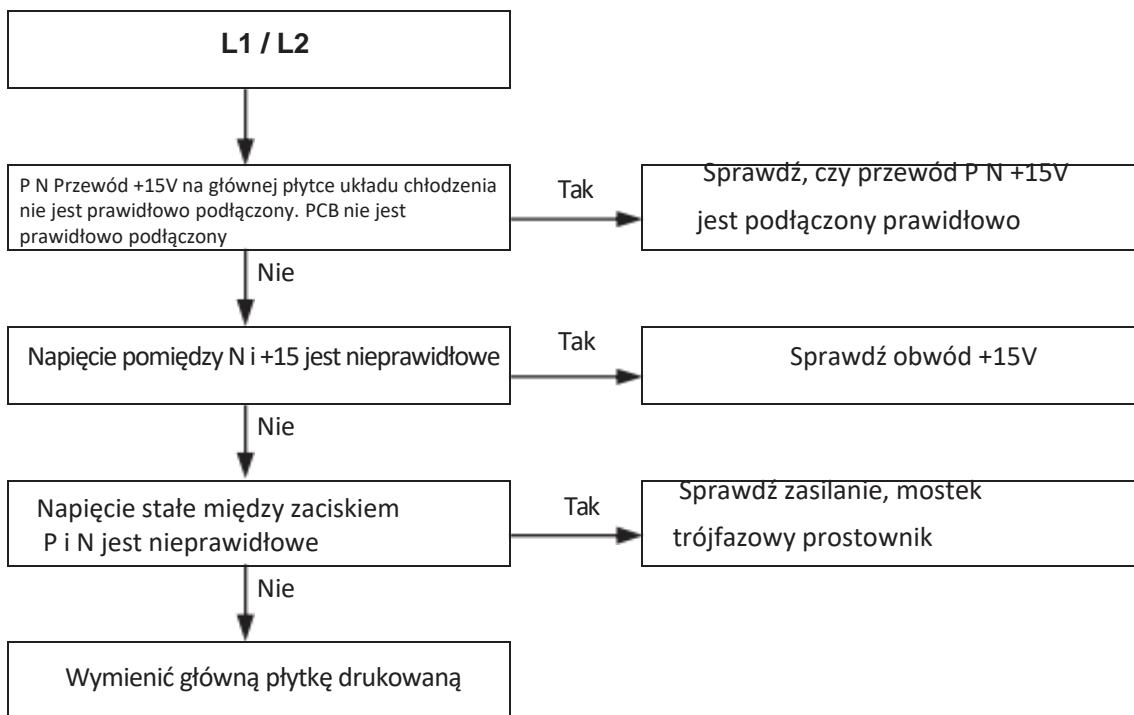 L1 / L2
P N Przewód +15V na głównej płytce układu chłodzenia
nie jest prawidłowo podłączony. PCB nie jest
prawidłowo podłączony
Tak
Sprawdź, czy przewód P N +15V
jest podłączony prawidłowo
Nie
Napięcie pomiędzy N i +15 jest nieprawidłowe
Tak
Sprawdź obwód +15V
Nie
Napięcie stałe między zaciskiem
P i N jest nieprawidłowe
Tak
Sprawdź zasilanie, mostek
trójfazowy prostownik
Nie
Wymienić główną płytkę drukowaną